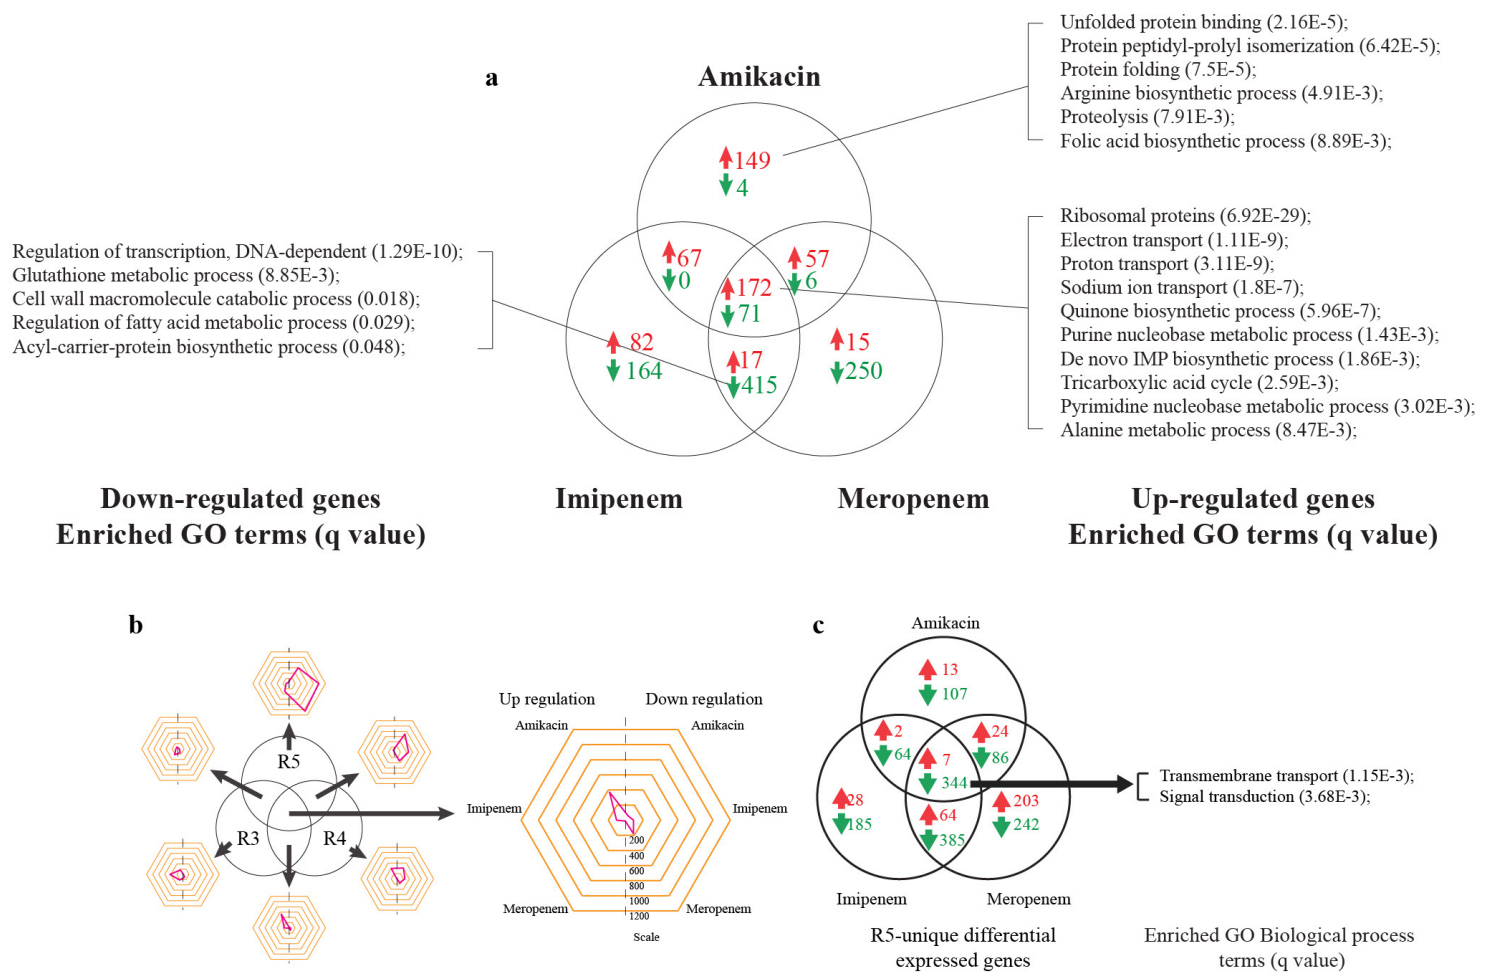 a
Amikacin
Unfolded protein binding (2.16E-5);
Protein peptidyl-prolyl isomerization (6.42E-5);
Protein folding (7.5E-5);
Arginine biosynthetic process (4.91E-3);
Proteolysis (7.91E-3);
Folic acid biosynthetic process (8.89E-3);
149
4
Regulation of transcription, DNA-dependent (1.29E-10);
Glutathione metabolic process (8.85E-3);
Cell wall macromolecule catabolic process (0.018);
Regulation of fatty acid metabolic process (0.029);
Acyl-carrier-protein biosynthetic process (0.048);
67
0
57
6
172
71
82
164
17
415
15
250
Ribosomal proteins (6.92E-29);
Electron transport (1.11E-9);
Proton transport (3.11E-9);
Sodium ion transport (1.8E-7);
Quinone biosynthetic process (5.96E-7);
Purine nucleobase metabolic process (1.43E-3);
De novo IMP biosynthetic process (1.86E-3);
Tricarboxylic acid cycle (2.59E-3);
Pyrimidine nucleobase metabolic process (3.02E-3);
Alanine metabolic process (8.47E-3);
Down-regulated genes
Enriched GO terms (q value)
Imipenem
Meropenem
Up-regulated genes
Enriched GO terms (q value)
b
R5
R3
R4
Up regulation
Down regulation
Amikacin
Amikacin
Imipenem
Imipenem
Meropenem
Meropenem
200
400
600
800
1000
1200
Scale
c
Amikacin
13
107
2
64
24
86
7
344
28
185
64
385
203
242
Transmembrane transport (1.15E-3);
Signal transduction (3.68E-3);
Imipenem
Meropenem
R5-unique differential
expressed genes
Enriched GO Biological process
terms (q value)